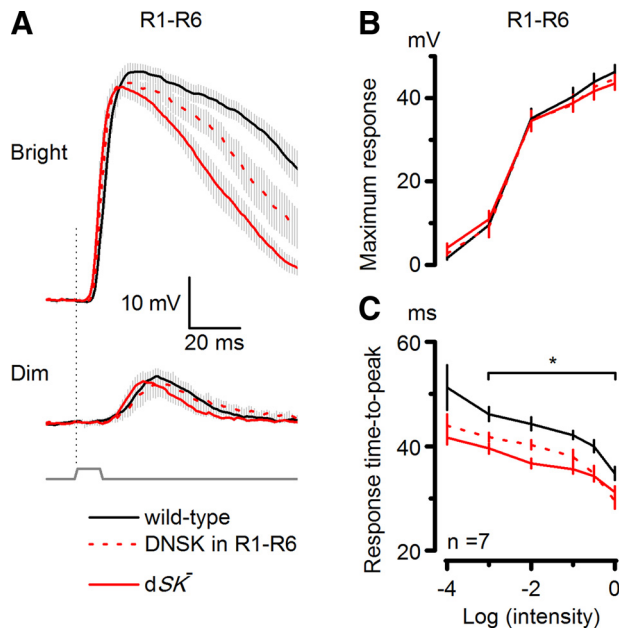 A
R1-R6
Bright
10 mV
20 ms
Dim
wild-type
DNSK in R1-R6
dSK⁻
B
R1-R6
mV
40
20
0
Maximum response
C
ms
60
*
40
20
Response time-to-peak
n =7
-4
-2
0
Log (intensity)